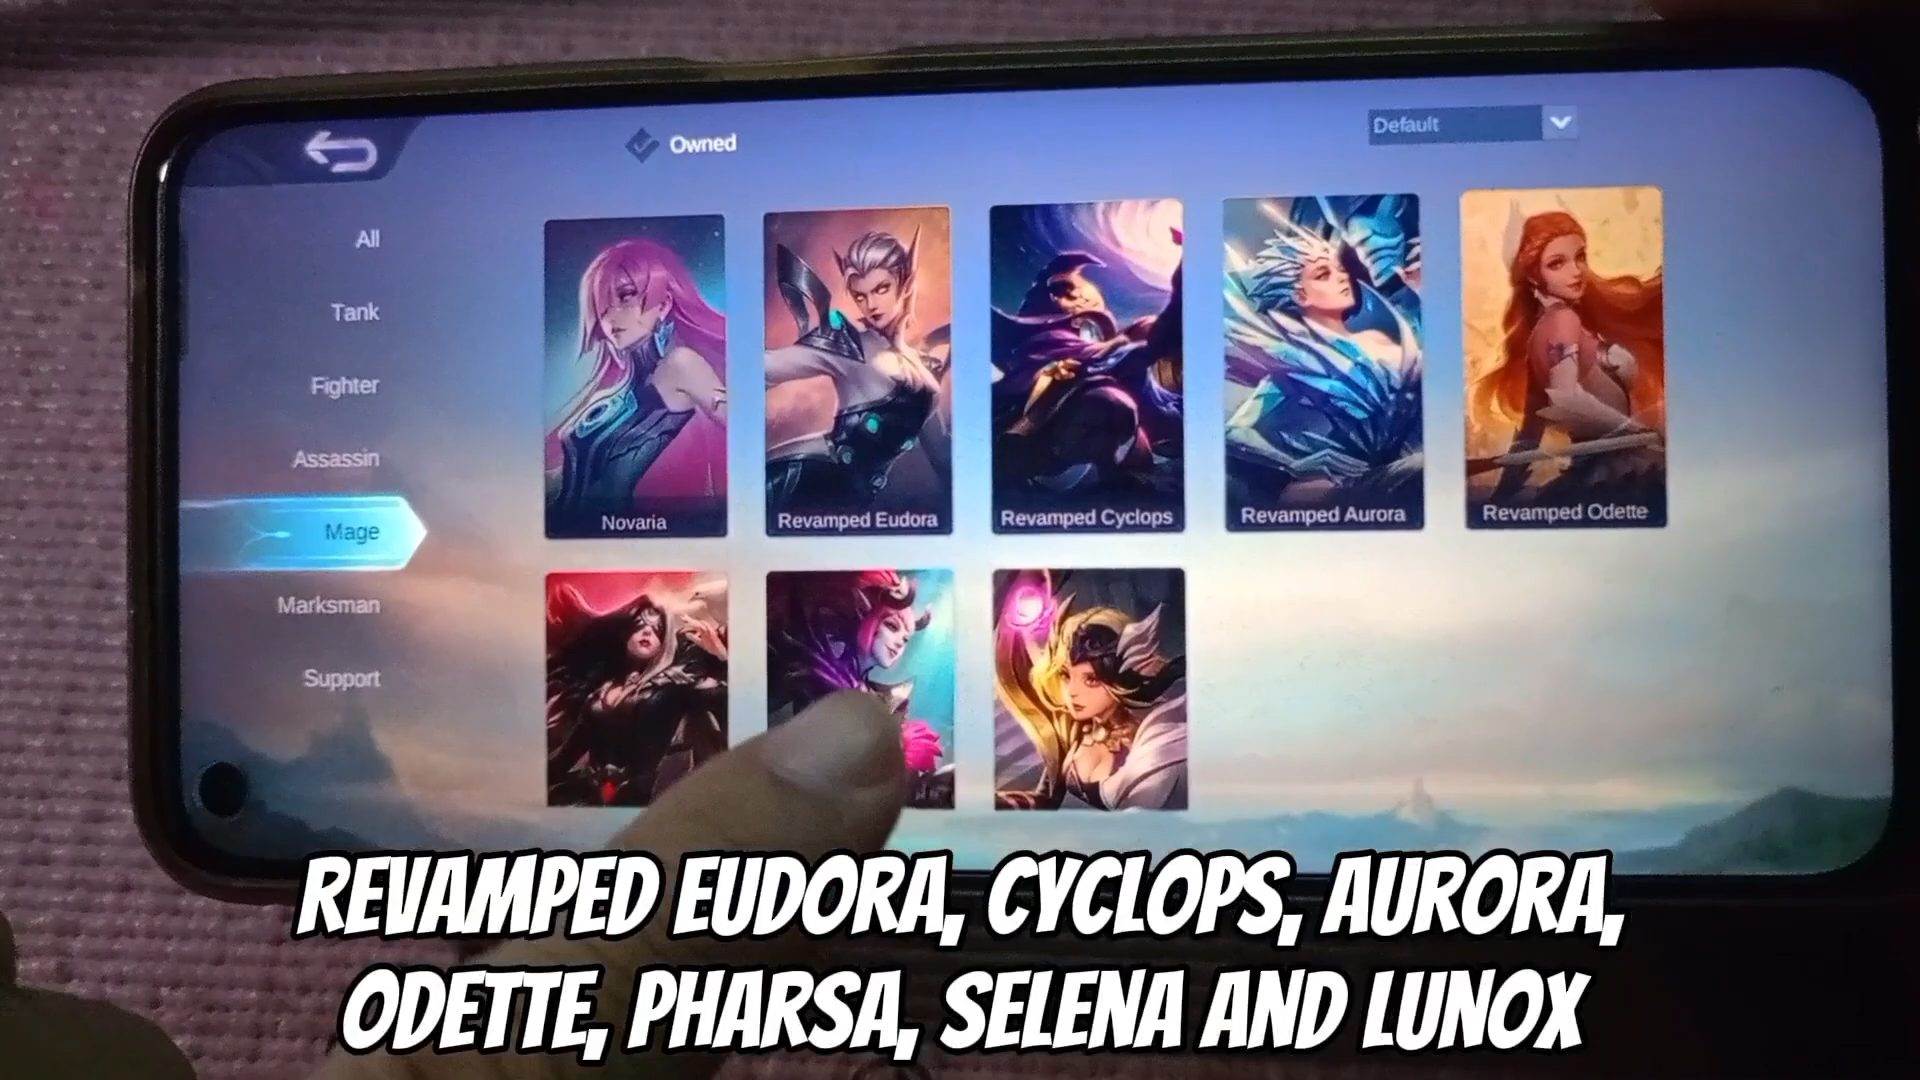 Owned
Default
All
Tank
Fighter
Assassin
Mage
Marksman
Support
Novaria
Revamped Eudora
Revamped Cyclops
Revamped Aurora
Revamped Odette
REVAMPED EUDORA, CYCLOPS, AURORA,
ODETTE, PHARSA, SELENA AND LUNOX